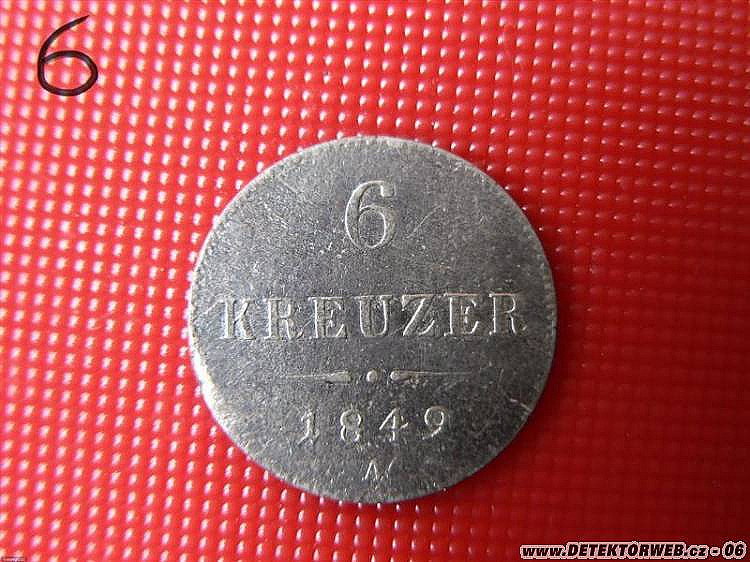 6
6
KREUZER
1849
A
www.DETEKTORWEB.cz - 06